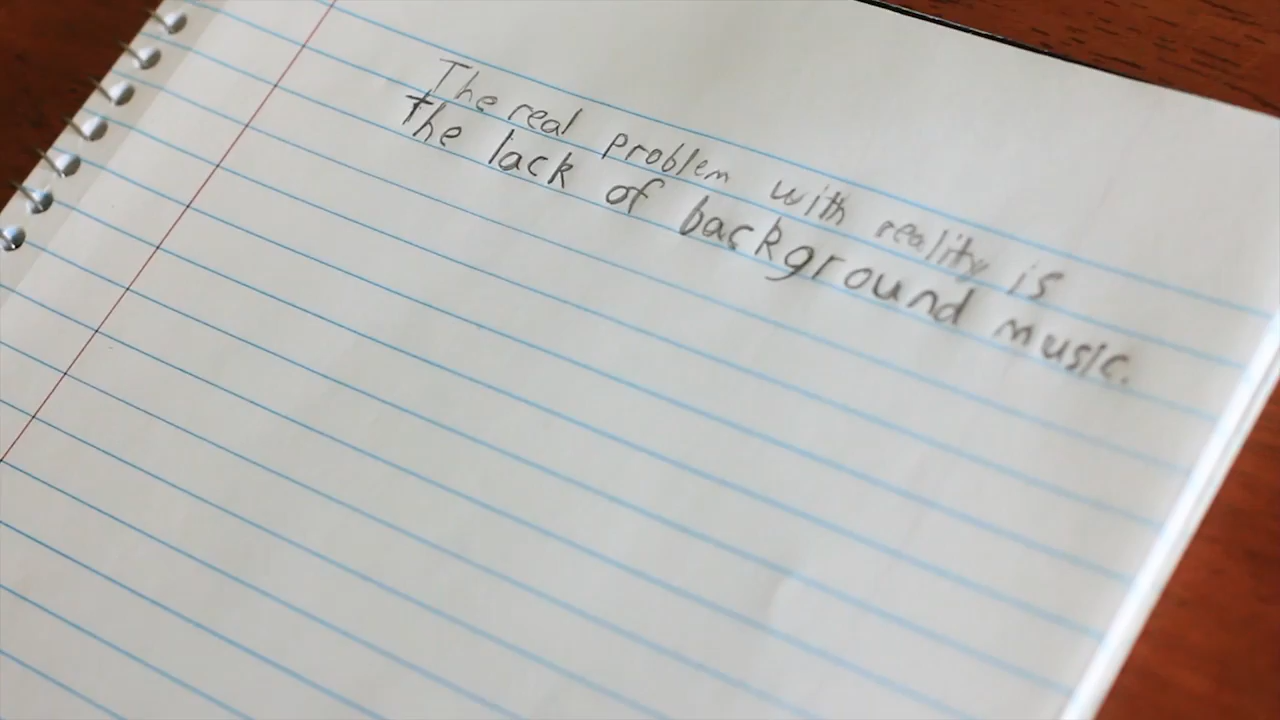 The real problem with reality is
the lack of background music.